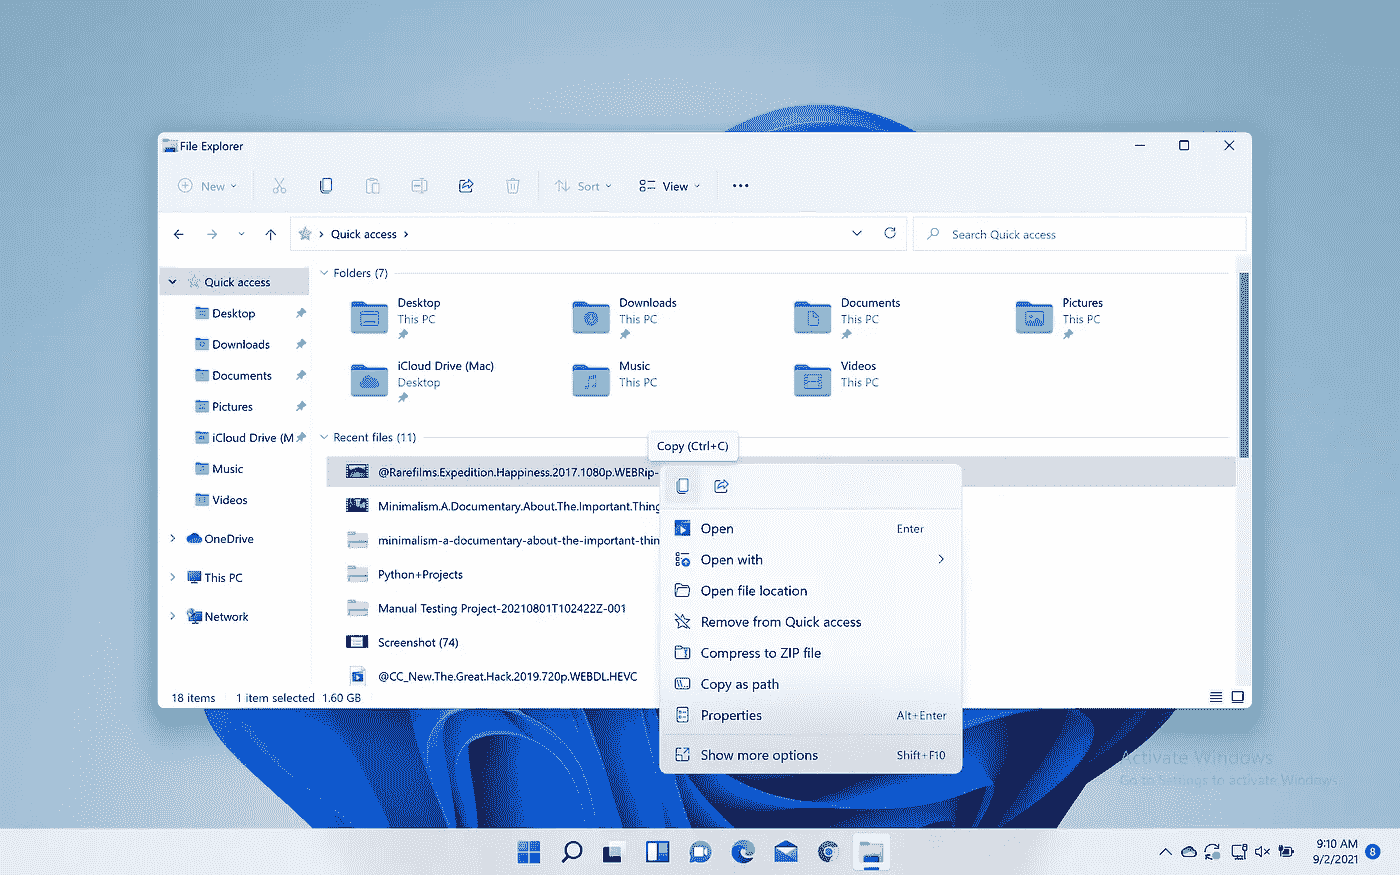 File Explorer
New
Sort
View
Quick access
Search Quick access
Quick access
Desktop
Downloads
Documents
Pictures
iCloud Drive (M
Music
Videos
OneDrive
This PC
Network
Folders (7)
Desktop
This PC
Downloads
This PC
Documents
This PC
Pictures
This PC
iCloud Drive (Mac)
Desktop
Music
This PC
Videos
This PC
Recent files (11)
@Rarefilms.Expedition.Happiness.2017.1080p.WEBRip-
Minimalism.A.Documentary.About.The.Important.Thing
minimalism-a-documentary-about-the-important-thin
Python+Projects
Manual Testing Project-20210801T102422Z-001
Screenshot (74)
@CC_New.The.Great.Hack.2019.720p.WEBDL.HEVC
Copy (Ctrl+C)
Open Enter
Open with
Open file location
Remove from Quick access
Compress to ZIP file
Copy as path
Properties Alt+Enter
Show more options Shift+F10
18 items 1 item selected 1.60 GB
Activate Windows
Go to Settings to activate Windows.
9:10 AM
9/2/2021
8